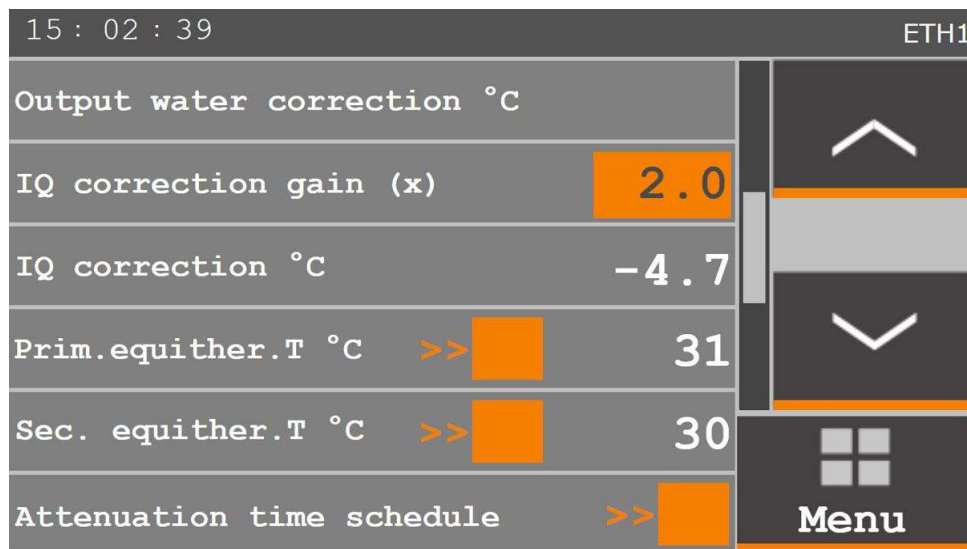 15: 02: 39 ETH1
Output water correction °C
IQ correction gain (x) 2.0
IQ correction °C -4.7
Prim.equither.T °C >> 31
Sec. equither.T °C >> 30
Attenuation time schedule >>
Menu